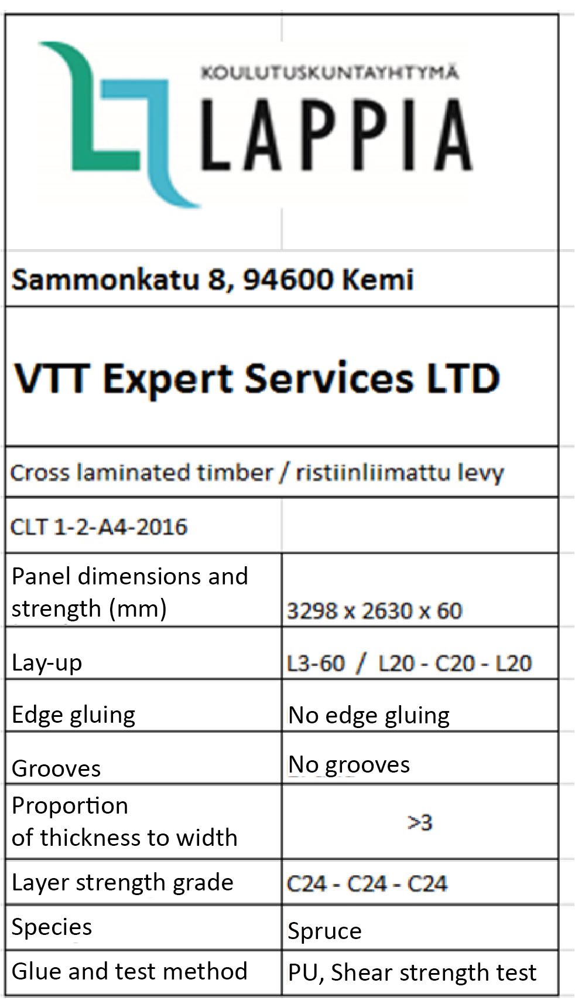 KOULUTUSKUNTAYHTYMÄ
LAPPIA
Sammonkatu 8, 94600 Kemi
VTT Expert Services LTD
Cross laminated timber / ristiinliimattu levy
CLT 1-2-A4-2016
Panel dimensions and
strength (mm)
3298 x 2630 x 60
Lay-up
L3-60 / L20 - C20 - L20
Edge gluing
No edge gluing
Grooves
No grooves
Proportion
of thickness to width
>3
Layer strength grade
C24 - C24 - C24
Species
Spruce
Glue and test method
PU, Shear strength test